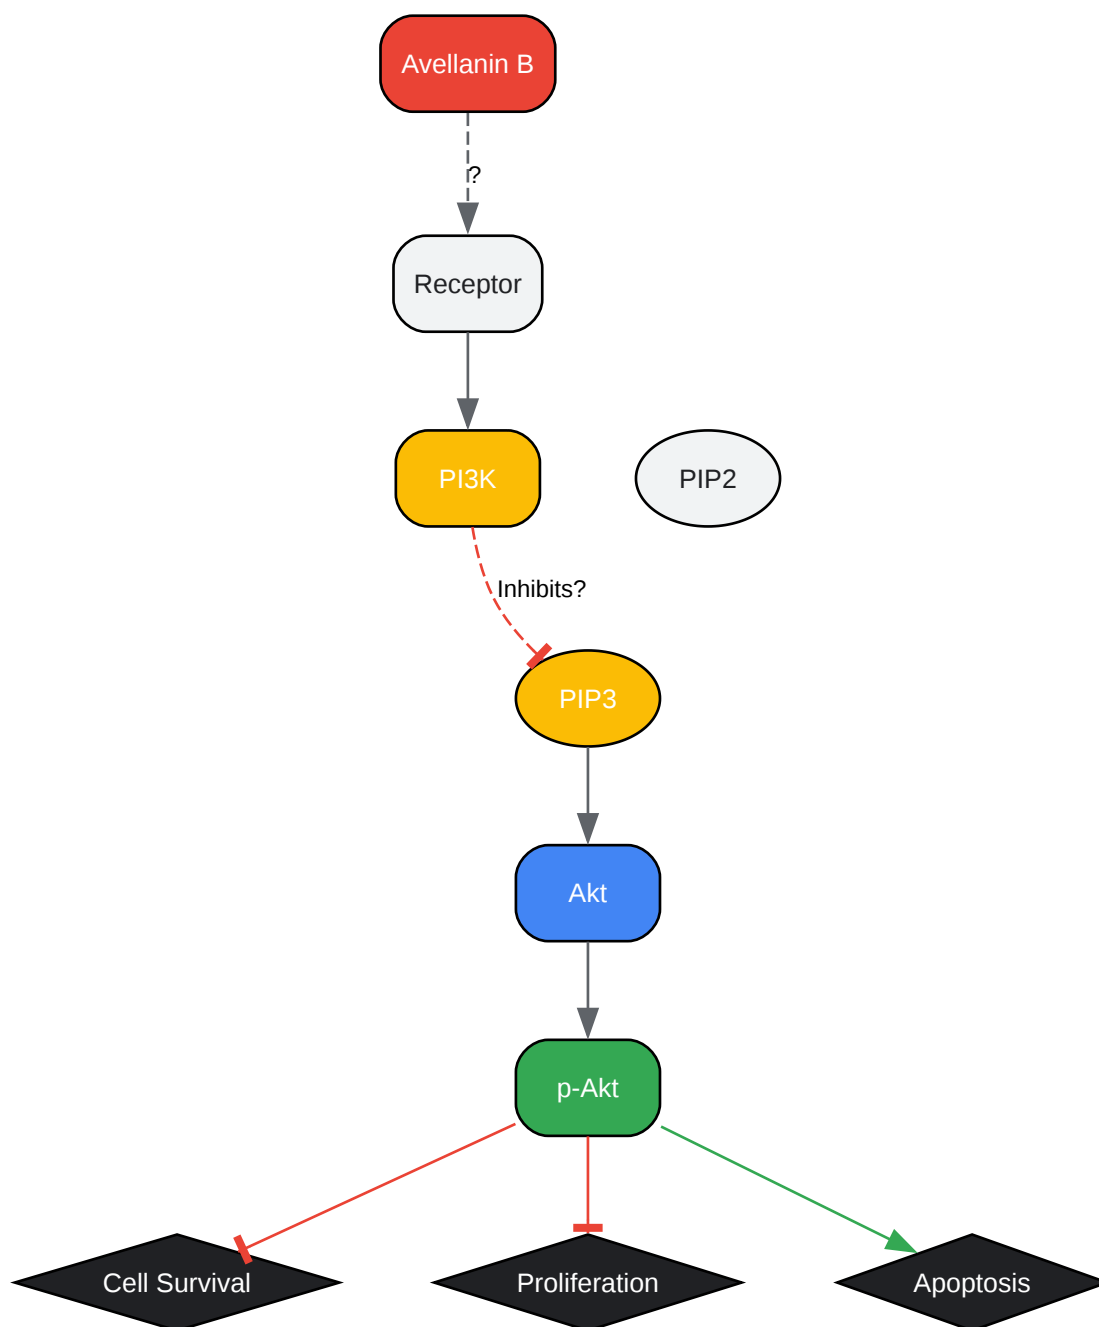 Avellanin B
?
Receptor
PI3K
PIP2
Inhibits?
PIP3
Akt
p-Akt
Cell Survival
Proliferation
Apoptosis